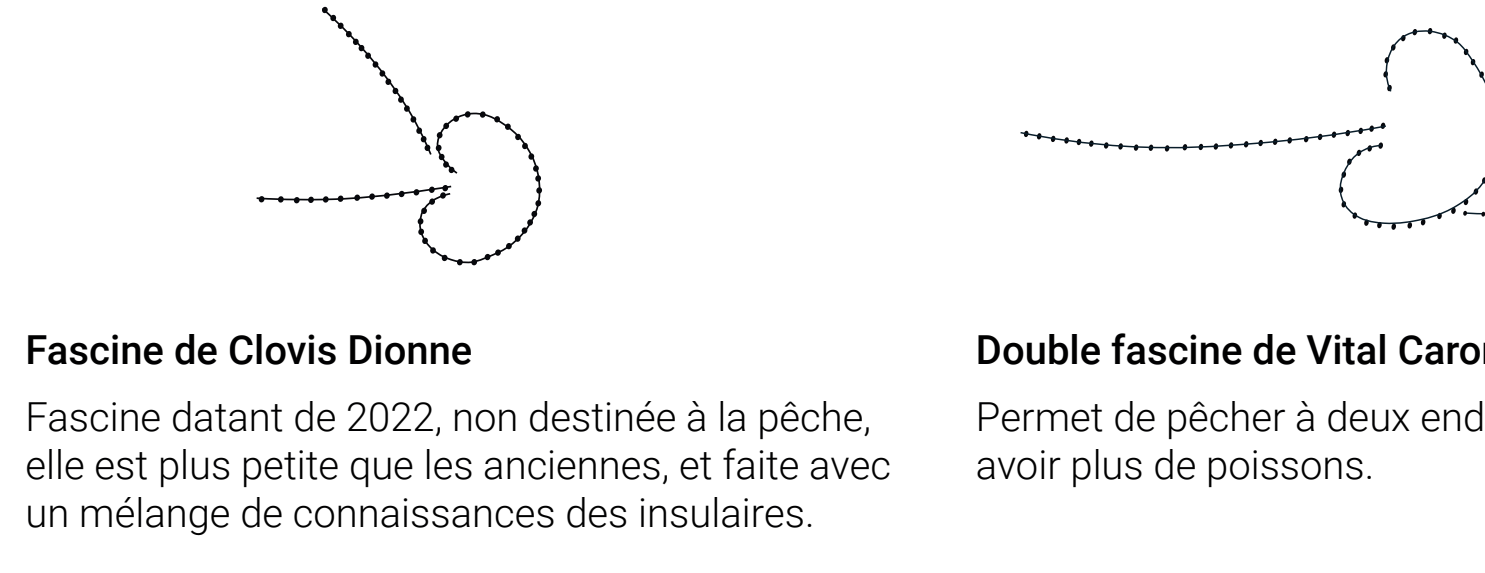 Fascine de Clovis Dionne
Fascine datant de 2022, non destinée à la pêche,
elle est plus petite que les anciennes, et faite avec
un mélange de connaissances des insulaires.
Double fascine de Vital
Permet de pêcher à deux
avoir plus de poissons.